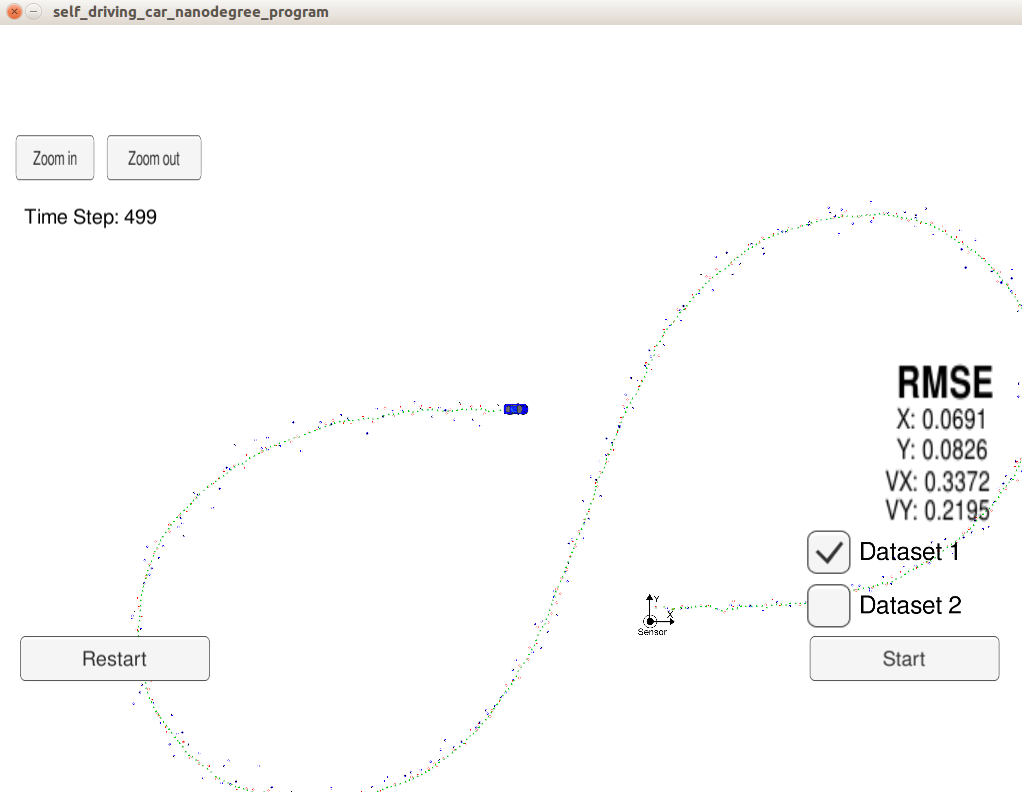 self_driving_car_nanodegree_program
Zoom in
Zoom out
Time Step: 499
RMSE
X: 0.0691
Y: 0.0826
VX: 0.3372
VY: 0.2195
Dataset 1
Dataset 2
Y
X
Sensor
Restart
Start